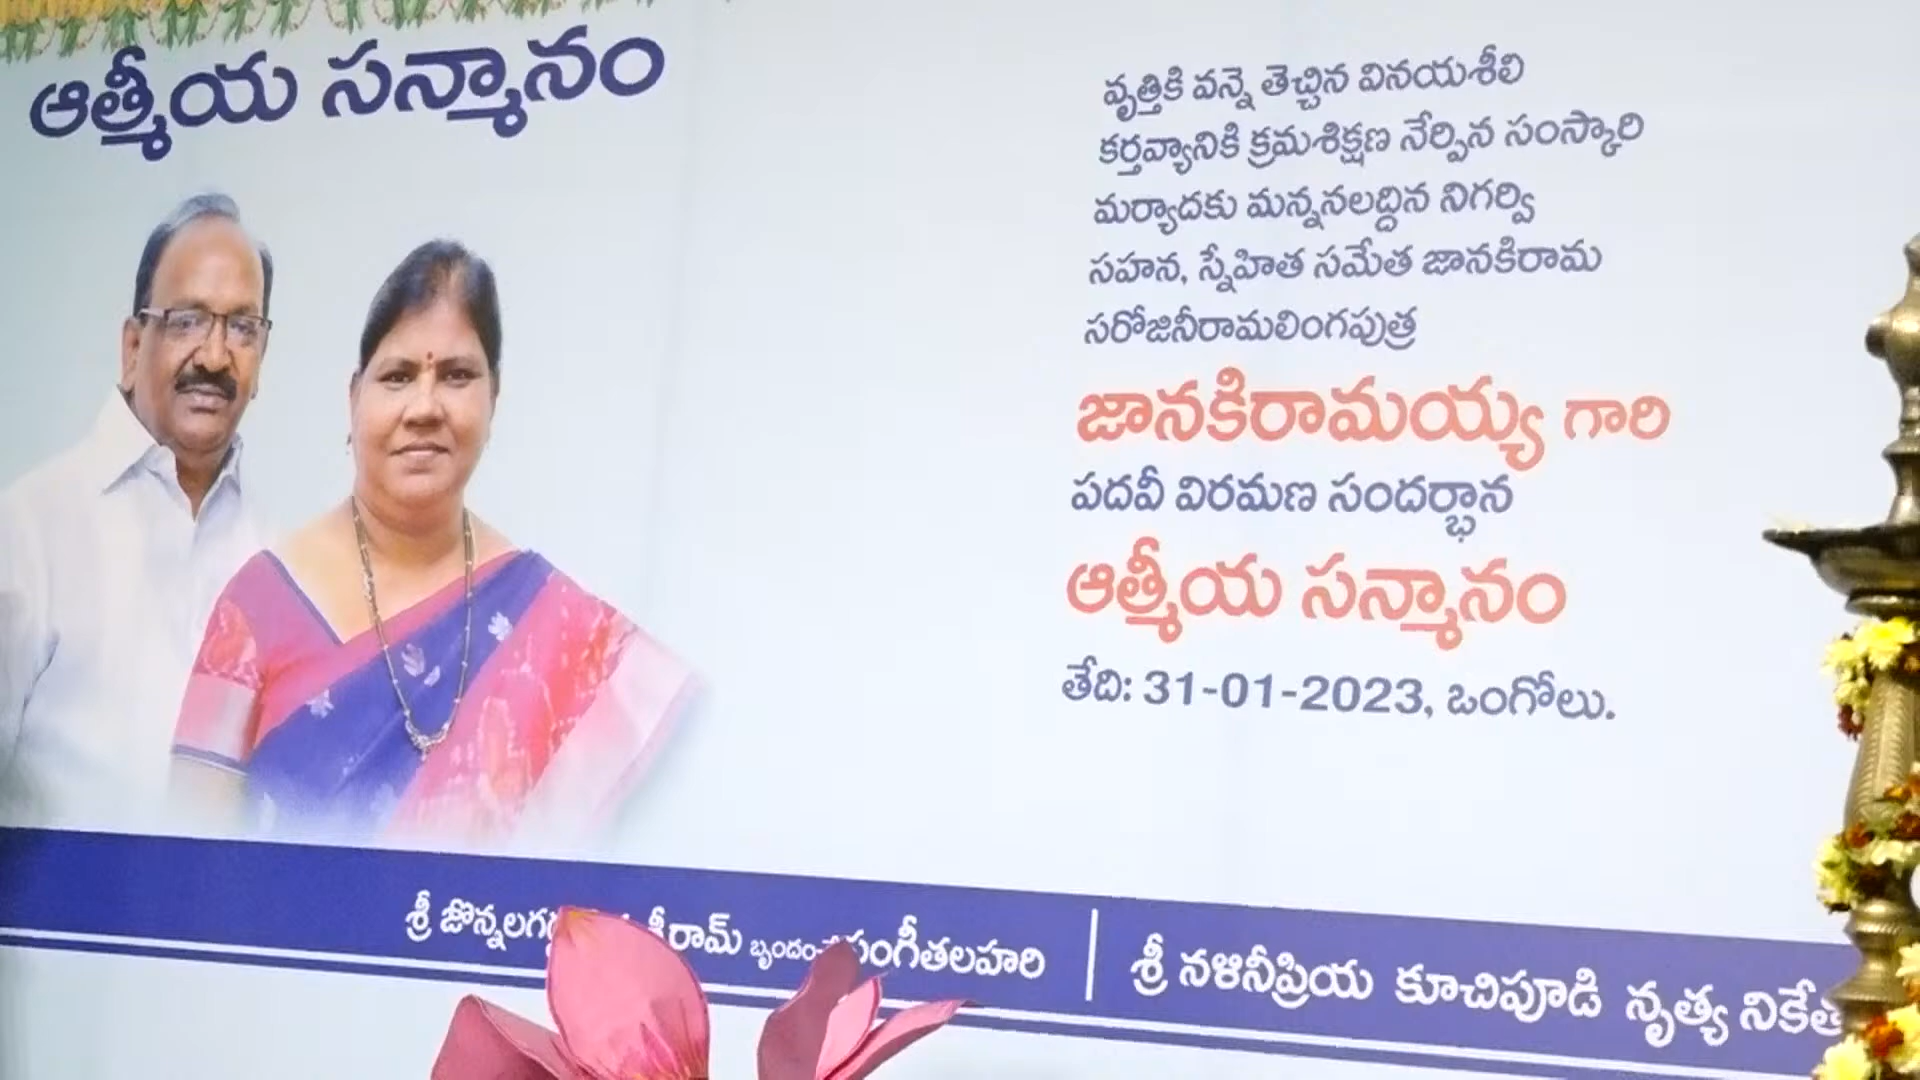 ఆత్మీయ సన్మానం
వృత్తికి వన్నె తెచ్చిన వినయశీలి
కర్తవ్యానికి క్రమశిక్షణ నేర్పిన సంస్కారి
మర్యాదకు మన్ననలద్దిన నిగర్వి
సహన, స్నేహిత సమేత జానకిరామ
సరోజినీరామలింగపుత్ర
జానకిరామయ్య గారి
పదవీ విరమణ సందర్భాన
ఆత్మీయ సన్మానం
తేది: 31-01-2023, ఒంగోలు.
శ్రీ సంగీతలహరి
శ్రీ నళినీప్రియ కూచిపూడి నృత్య